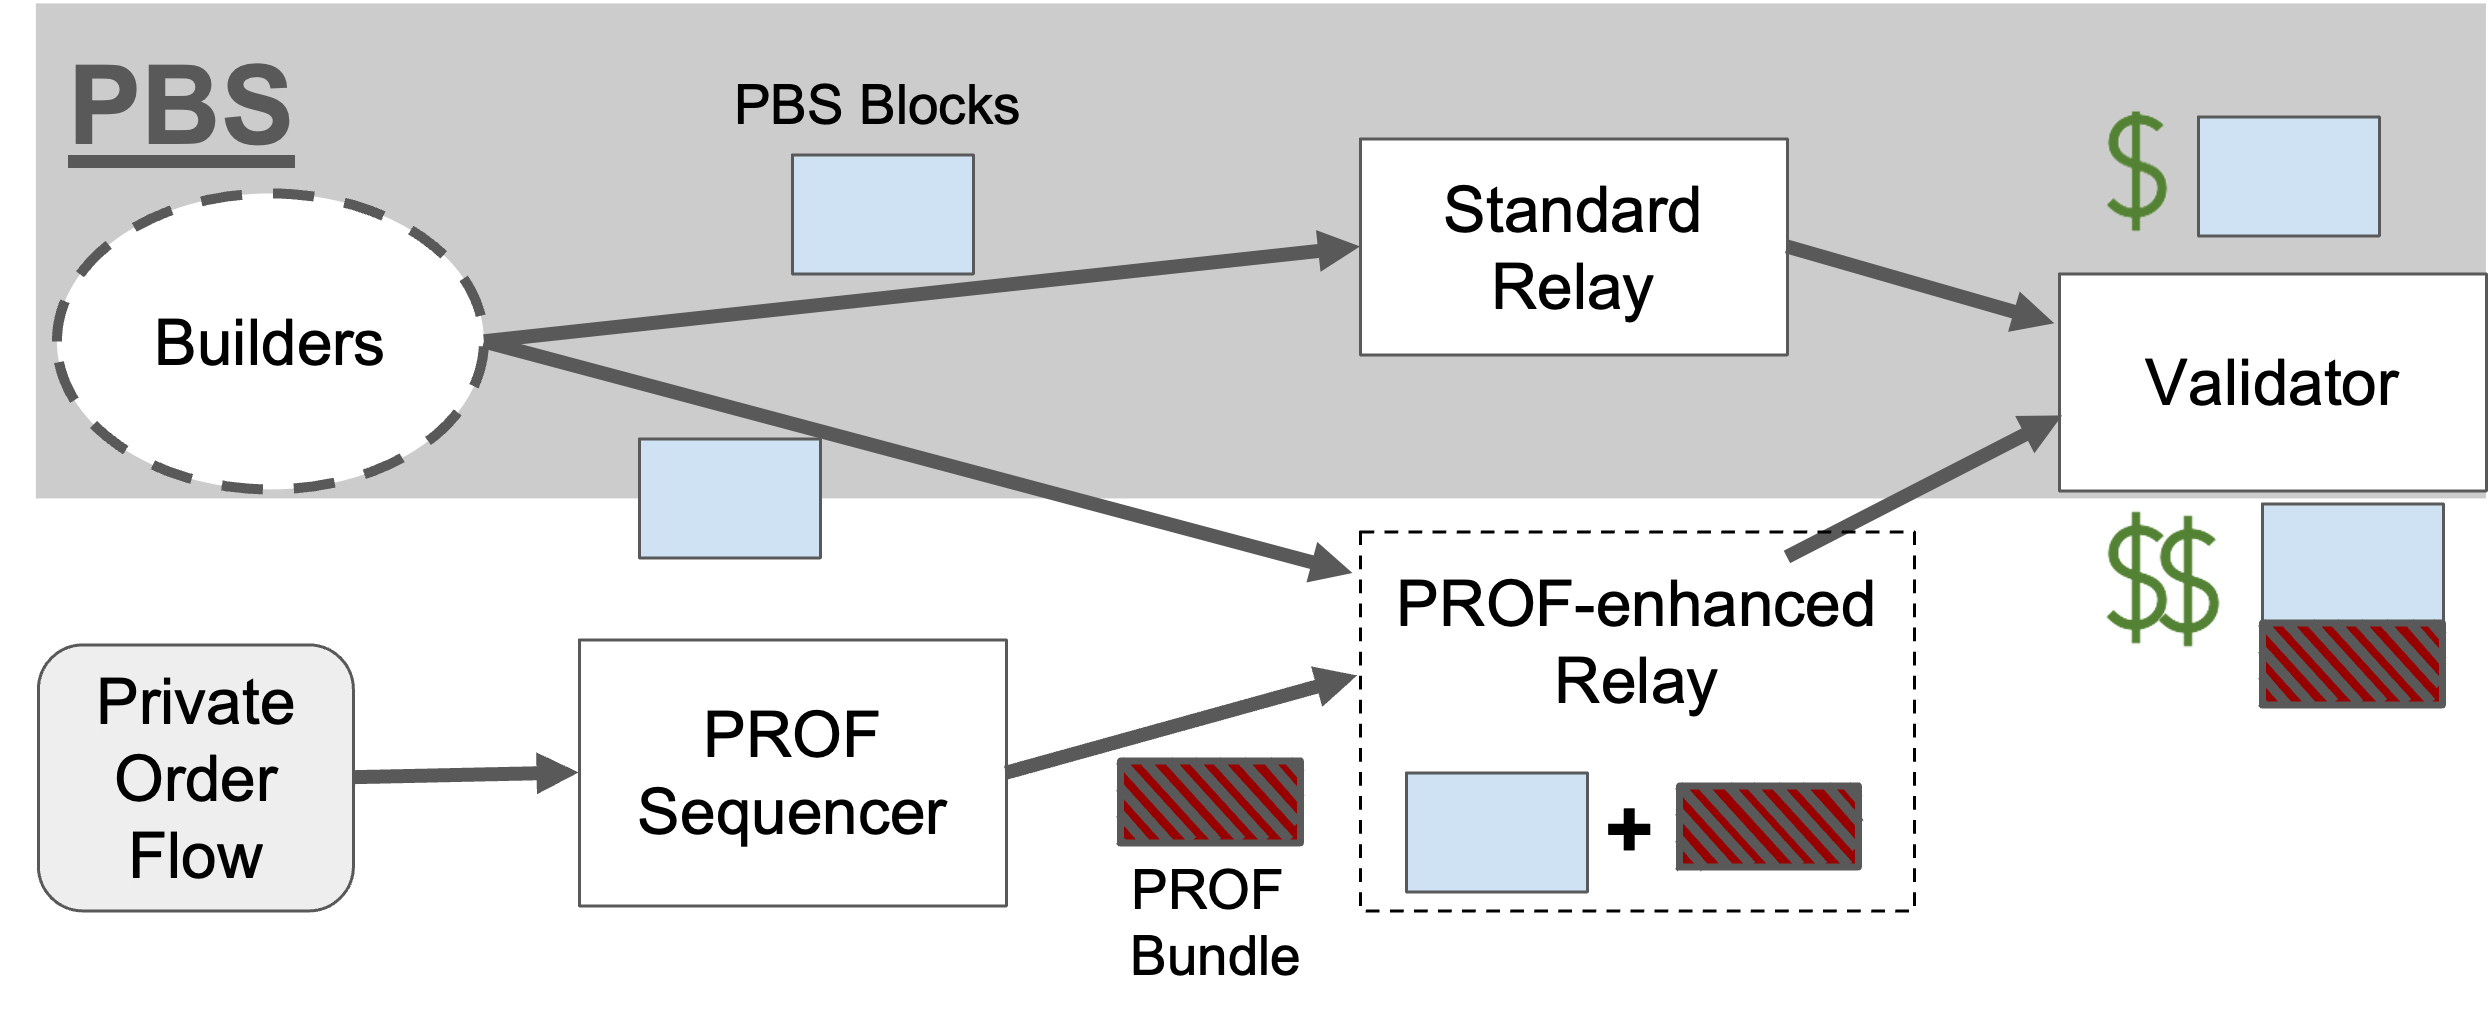 PBS
PBS Blocks
Builders
Standard
Relay
$
Validator
$$
Private
Order
Flow
PROF
Sequencer
PROF
Bundle
PROF-enhanced
Relay
+